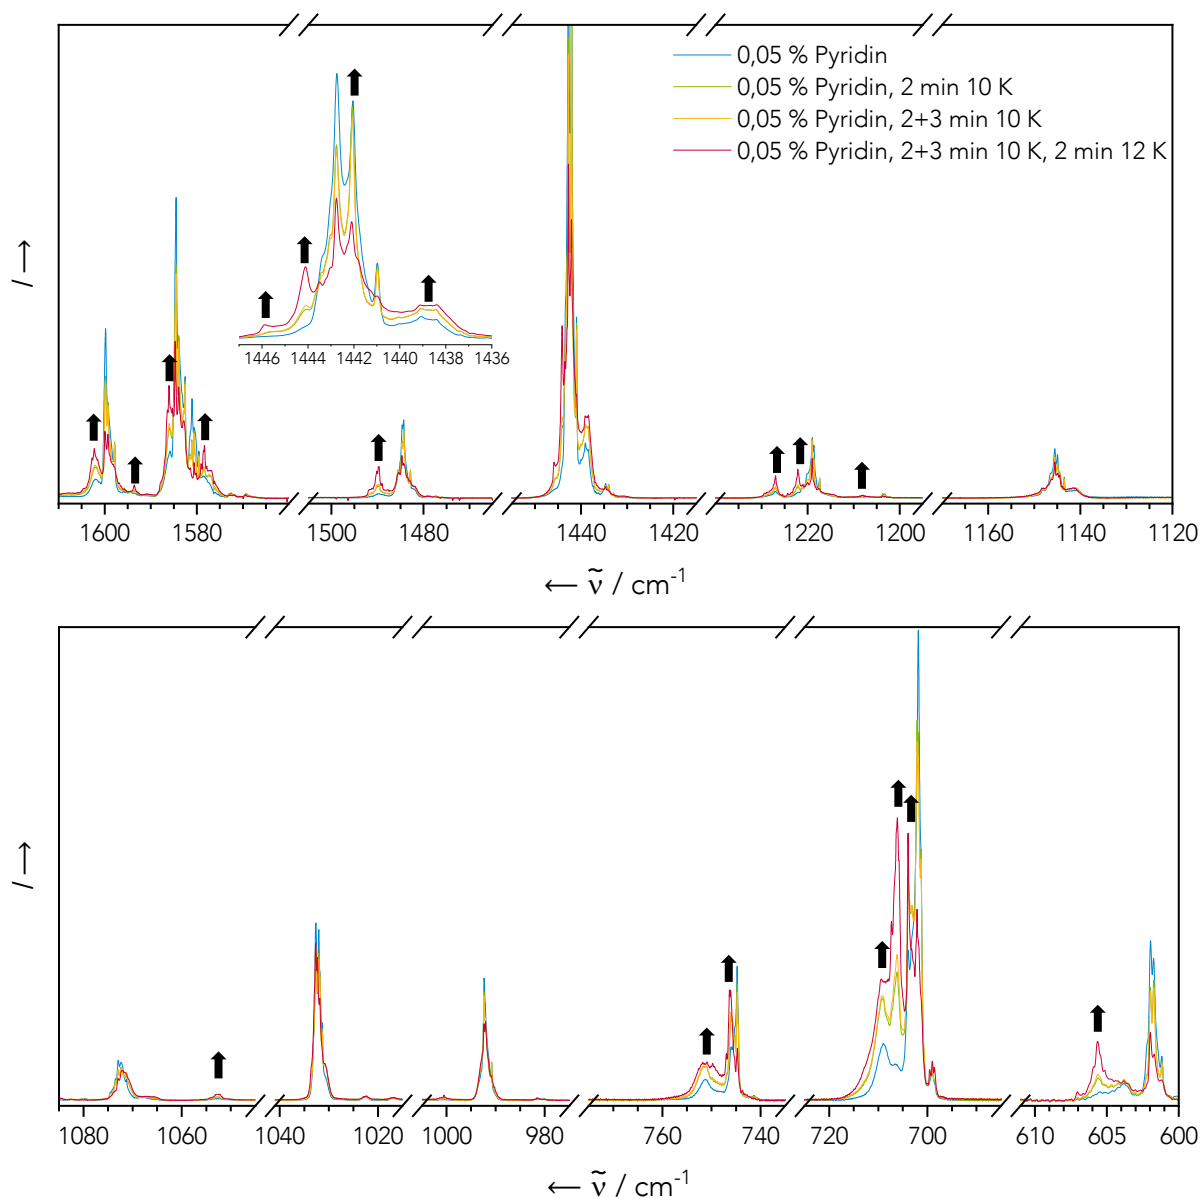 0,05 % Pyridin
0,05 % Pyridin, 2 min 10 K
0,05 % Pyridin, 2+3 min 10 K
0,05 % Pyridin, 2+3 min 10 K, 2 min 12 K
I →
1446 1444 1442 1440 1438 1436
1600 1580 1500 1480 1440 1420 1220 1200 1160 1140 1120
← ṽ / cm-1
I →
1080 1060 1040 1020 1000 980 760 740 720 700 610 605 600
← ṽ / cm-1